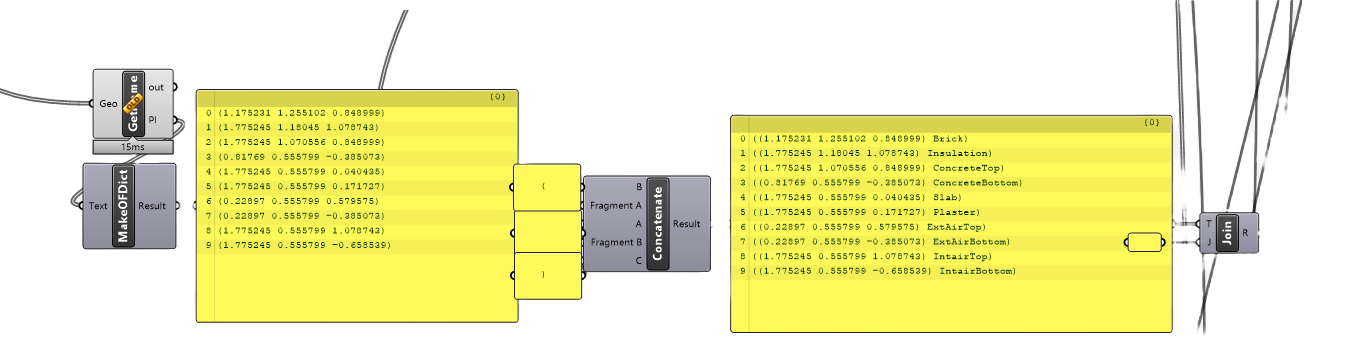 Geo
GetName
OLD
out
Pl
15ms
Text
MakeOFDict
Result
{0}
0 (1.175231 1.255102 0.848999)
1 (1.775245 1.18045 1.078743)
2 (1.775245 1.070556 0.848999)
3 (0.81769 0.555799 -0.385073)
4 (1.775245 0.555799 0.040435)
5 (1.775245 0.555799 0.171727)
6 (0.22897 0.555799 0.579575)
7 (0.22897 0.555799 -0.385073)
8 (1.775245 0.555799 1.078743)
9 (1.775245 0.555799 -0.658539)
(
)
B
Fragment A
A
Fragment B
C
Concatenate
Result
{0}
0 ((1.175231 1.255102 0.848999) Brick)
1 ((1.775245 1.18045 1.078743) Insulation)
2 ((1.775245 1.070556 0.848999) ConcreteTop)
3 ((0.81769 0.555799 -0.385073) ConcreteBottom)
4 ((1.775245 0.555799 0.040435) Slab)
5 ((1.775245 0.555799 0.171727) Plaster)
6 ((0.22897 0.555799 0.579575) ExtAirTop)
7 ((0.22897 0.555799 -0.385073) ExtAirBottom)
8 ((1.775245 0.555799 1.078743) IntairTop)
9 ((1.775245 0.555799 -0.658539) IntairBottom)
T
J
Join
R